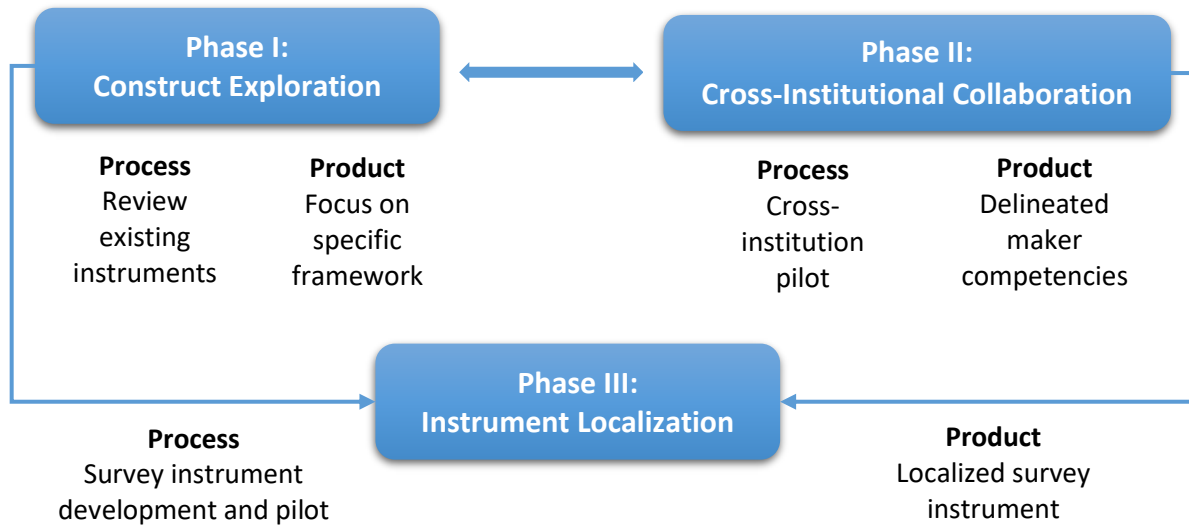 Phase I:
Construct Exploration
Phase II:
Cross-Institutional Collaboration
Process
Review
existing
instruments
Product
Focus on
specific
framework
Process
Cross-
institution
pilot
Product
Delineated
maker
competencies
Phase III:
Instrument Localization
Process
Survey instrument
development and pilot
Product
Localized survey
instrument